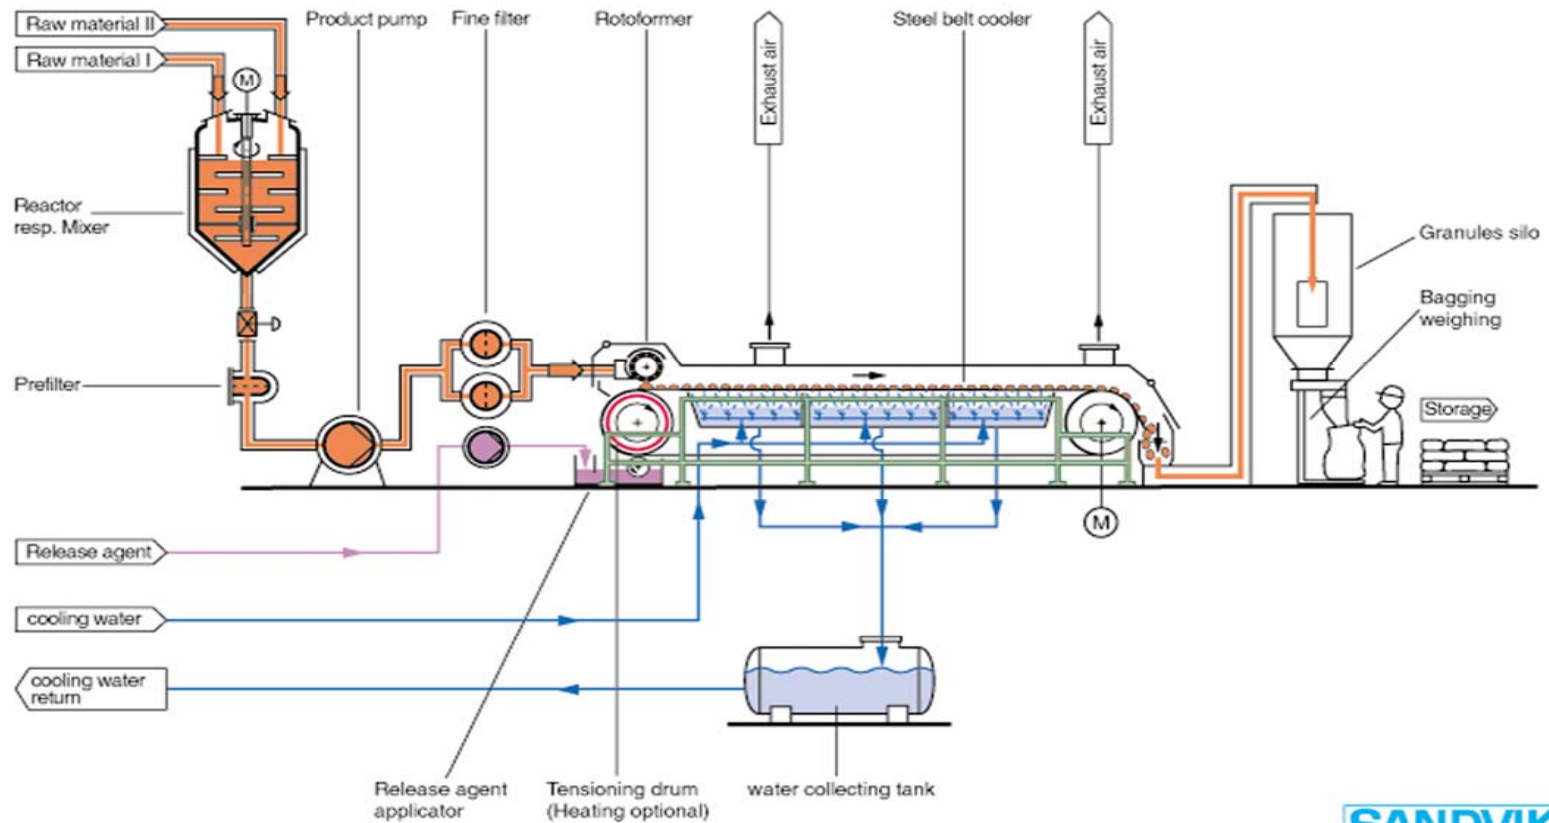 Raw material II
Product pump
Fine filter
Rotoformer
Steel belt cooler
Raw material I
M
Exhaust air
Exhaust air
Reactor
resp. Mixer
Granules silo
Bagging
weighing
Prefilter
Storage
M
Release agent
cooling water
cooling water
return
Release agent
applicator
Tensioning drum
(Heating optional)
water collecting tank
SANDVIK